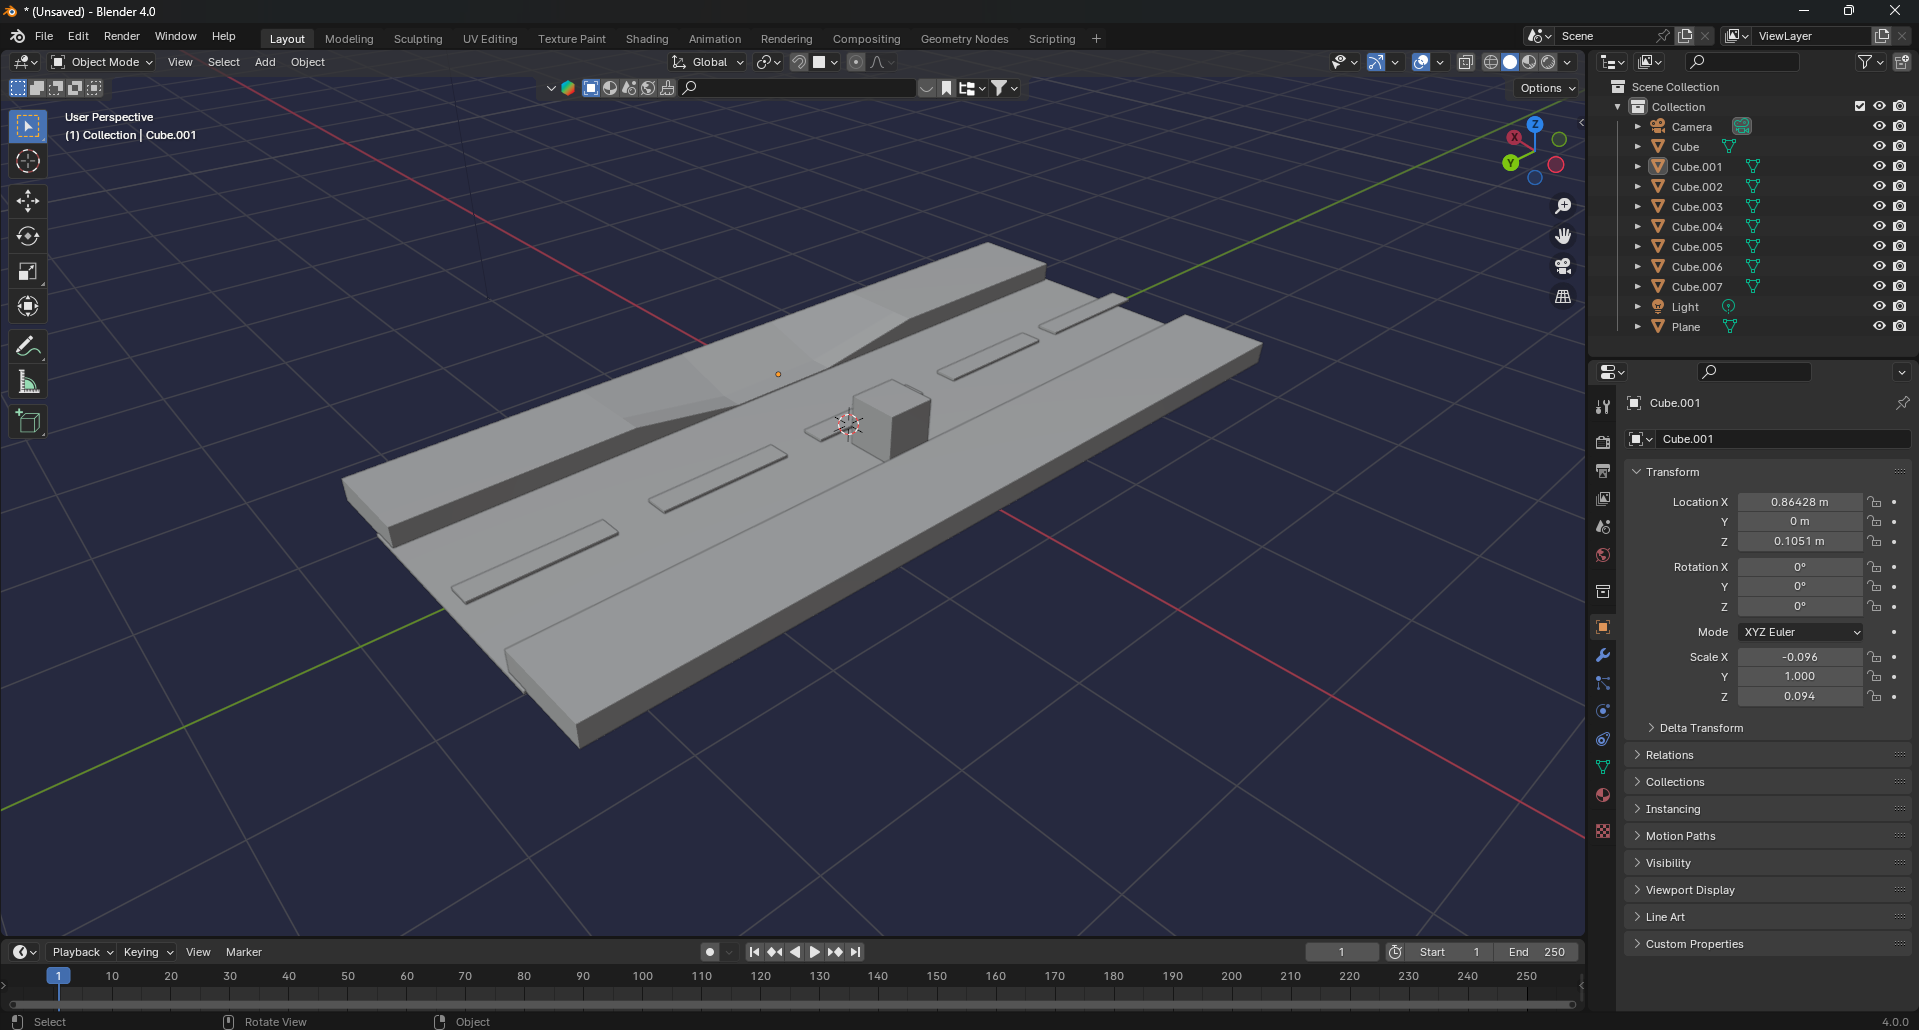 * (Unsaved) - Blender 4.0
File Edit Render Window Help
Layout Modeling Sculpting UV Editing Texture Paint Shading Animation Rendering Compositing Geometry Nodes Scripting +
Scene
ViewLayer
Object Mode View Select Add Object
Global
Options
User Perspective
(1) Collection | Cube.001
Z
X
Y
Scene Collection
Collection
Camera
Cube
Cube.001
Cube.002
Cube.003
Cube.004
Cube.005
Cube.006
Cube.007
Light
Plane
Cube.001
Cube.001
Transform
Location X 0.86428 m
Y 0 m
Z 0.1051 m
Rotation X 0°
Y 0°
Z 0°
Mode XYZ Euler
Scale X -0.096
Y 1.000
Z 0.094
Delta Transform
Relations
Collections
Instancing
Motion Paths
Visibility
Viewport Display
Line Art
Custom Properties
Playback Keying View Marker
1
Start 1
End 250
1 10 20 30 40 50 60 70 80 90 100 110 120 130 140 150 160 170 180 190 200 210 220 230 240 250
Select Rotate View Object
4.0.0